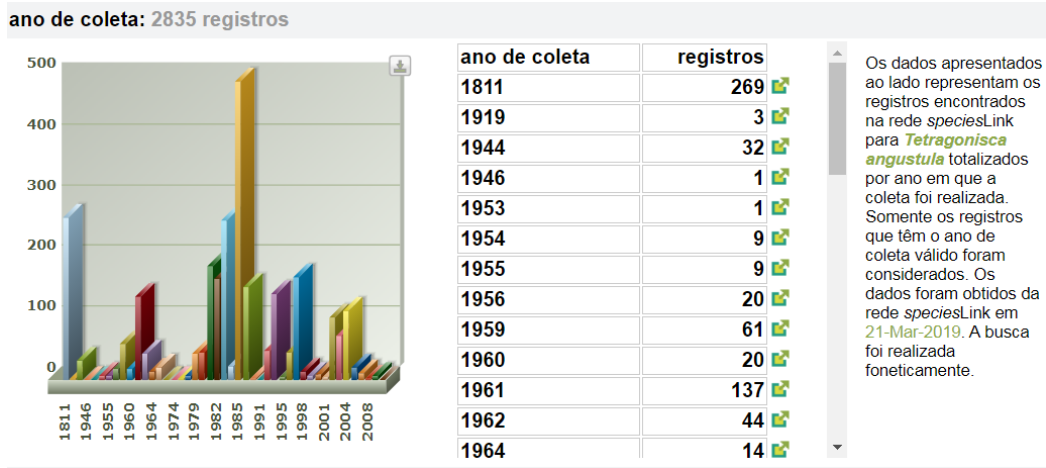 ano de coleta: 2835 registros
500
400
300
200
100
0
1811
1946
1955
1960
1964
1974
1979
1982
1985
1991
1995
1998
2001
2004
2008
ano de coleta registros
1811 269
1919 3
1944 32
1946 1
1953 1
1954 9
1955 9
1956 20
1959 61
1960 20
1961 137
1962 44
1964 14
Os dados apresentados
ao lado representam os
registros encontrados
na rede speciesLink
para Tetragonisca
angustula totalizados
por ano em que a
coleta foi realizada.
Somente os registros
que têm o ano de
coleta válido foram
considerados. Os
dados foram obtidos da
rede speciesLink em
21-Mar-2019. A busca
foi realizada
foneticamente.